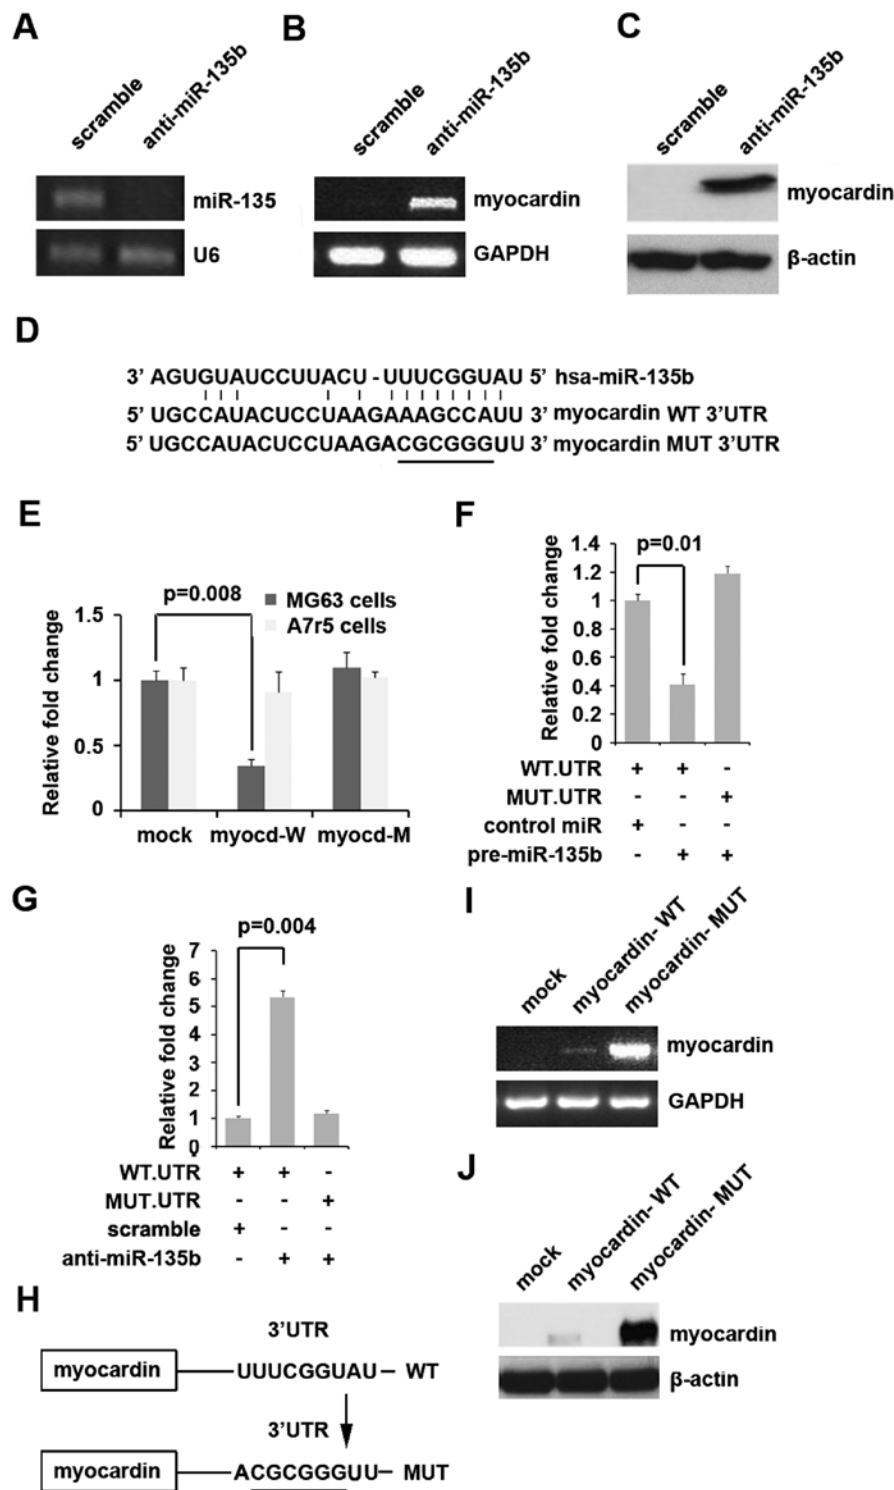 A
scramble
anti-miR-135b
miR-135
U6
B
scramble
anti-miR-135b
myocardin
GAPDH
C
scramble
anti-miR-135b
myocardin
β-actin
D
3’ AGUGUAUCCUUACU - UUUCGGUAU 5’ hsa-miR-135b
5’ UGCCAUACUCCUAAGAAAGCCAUU 3’ myocardin WT 3’UTR
5’ UGCCAUACUCCUAAGACGCGGGUU 3’ myocardin MUT 3’UTR
E
p=0.008
MG63 cells
A7r5 cells
Relative fold change
1.5
1
0.5
0
mock myocd-W myocd-M
F
p=0.01
Relative fold change
1.4
1.2
1
0.8
0.6
0.4
0.2
0
WT.UTR + + -
MUT.UTR - - +
control miR + - -
pre-miR-135b - + +
G
p=0.004
Relative fold change
7
6
5
4
3
2
1
0
WT.UTR + + -
MUT.UTR - - +
scramble + - -
anti-miR-135b - + +
H
3’UTR
myocardin UUUCGGUAU WT
3’UTR
myocardin ACGCGGGUU MUT
I
mock
myocardin- WT
myocardin- MUT
myocardin
GAPDH
J
mock
myocardin- WT
myocardin- MUT
myocardin
β-actin